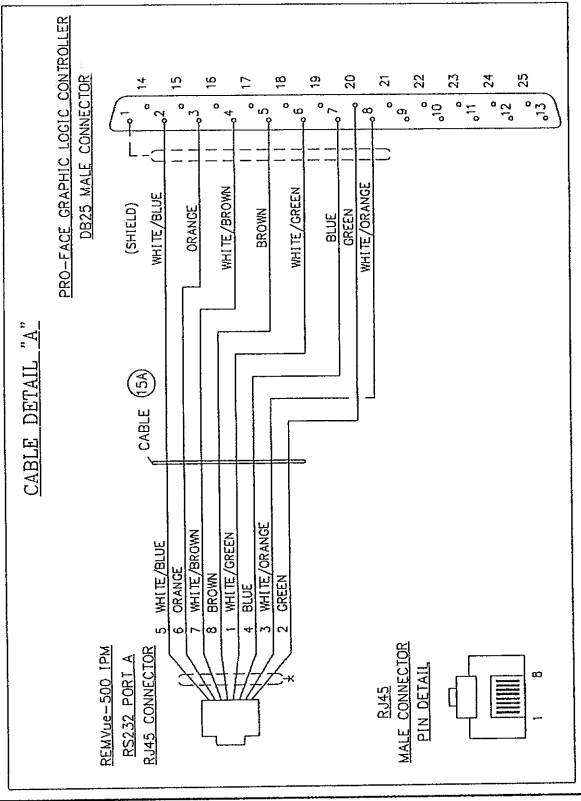 CABLE DETAIL "A"
PRO-FACE GRAPHIC LOGIC CONTROLLER
DB25 MALE CONNECTOR
REMVue-500 IPM
RS232 PORT A
RJ45 CONNECTOR
5 WHITE/BLUE
6 ORANGE
7 WHITE/BROWN
8 BROWN
1 WHITE/GREEN
4 BLUE
3 WHITE/ORANGE
2 GREEN
*
CABLE 15A
(SHIELD)
WHITE/BLUE
ORANGE
WHITE/BROWN
BROWN
WHITE/GREEN
BLUE
GREEN
WHITE/ORANGE
1
2
3
4
5
6
7
8
9
10
11
12
13
14
15
16
17
18
19
20
21
22
23
24
25
RJ45
MALE CONNECTOR
PIN DETAIL
1 8